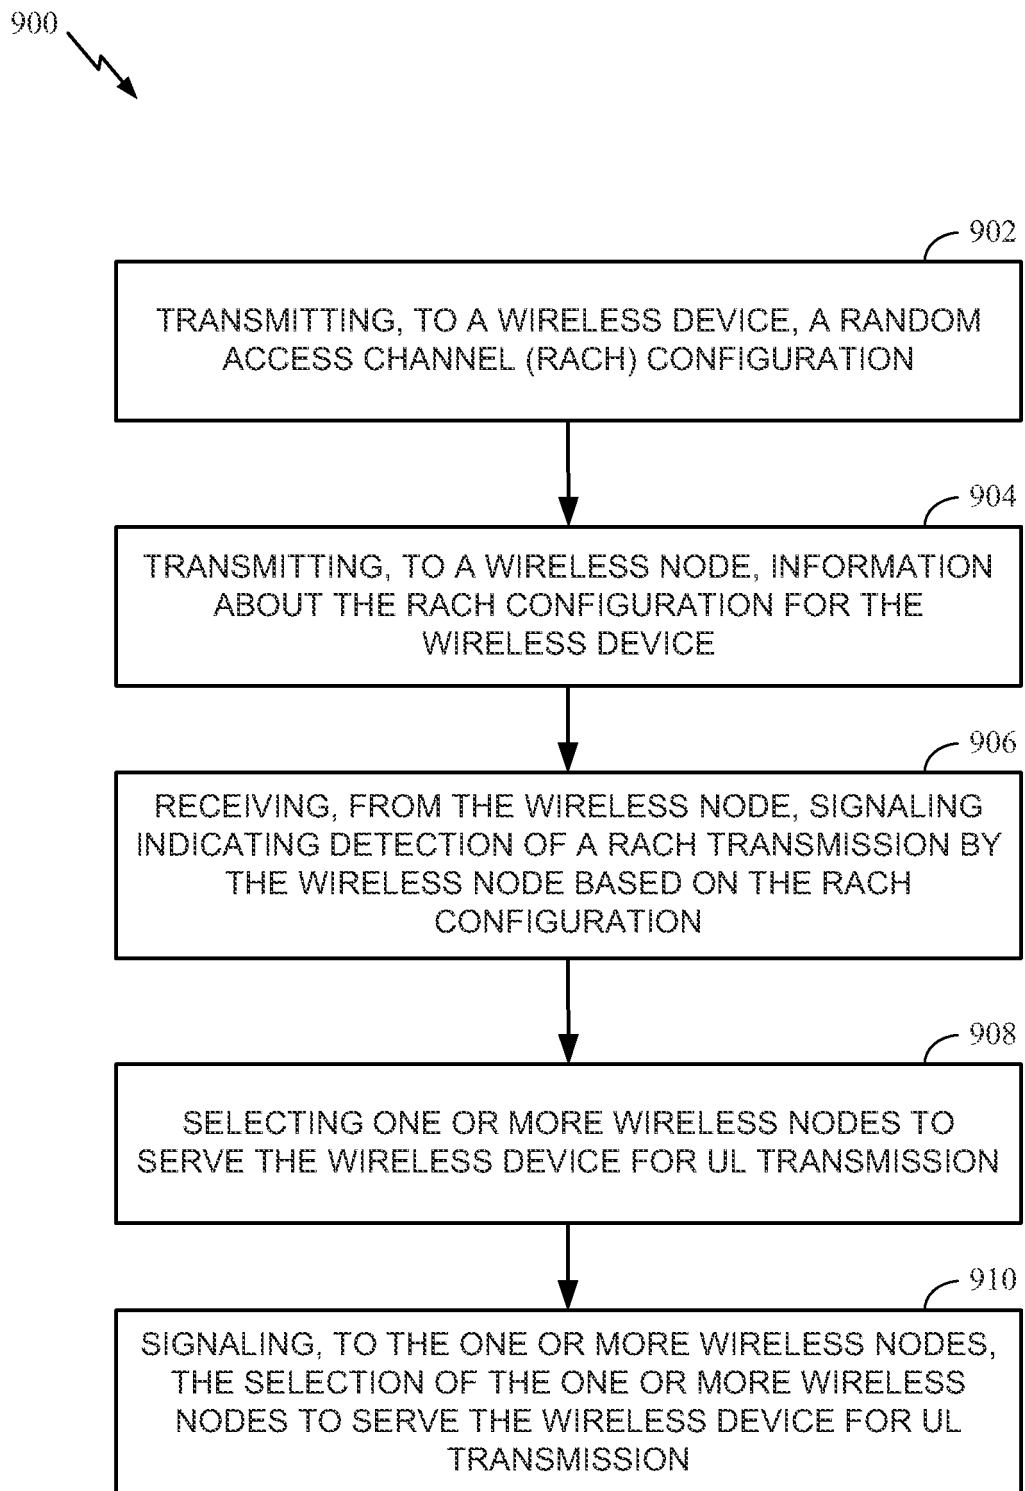 900
902
TRANSMITTING, TO A WIRELESS DEVICE, A RANDOM
ACCESS CHANNEL (RACH) CONFIGURATION
904
TRANSMITTING, TO A WIRELESS NODE, INFORMATION
ABOUT THE RACH CONFIGURATION FOR THE
WIRELESS DEVICE
906
RECEIVING, FROM THE WIRELESS NODE, SIGNALING
INDICATING DETECTION OF A RACH TRANSMISSION BY
THE WIRELESS NODE BASED ON THE RACH
CONFIGURATION
908
SELECTING ONE OR MORE WIRELESS NODES TO
SERVE THE WIRELESS DEVICE FOR UL TRANSMISSION
910
SIGNALING, TO THE ONE OR MORE WIRELESS NODES,
THE SELECTION OF THE ONE OR MORE WIRELESS
NODES TO SERVE THE WIRELESS DEVICE FOR UL
TRANSMISSION